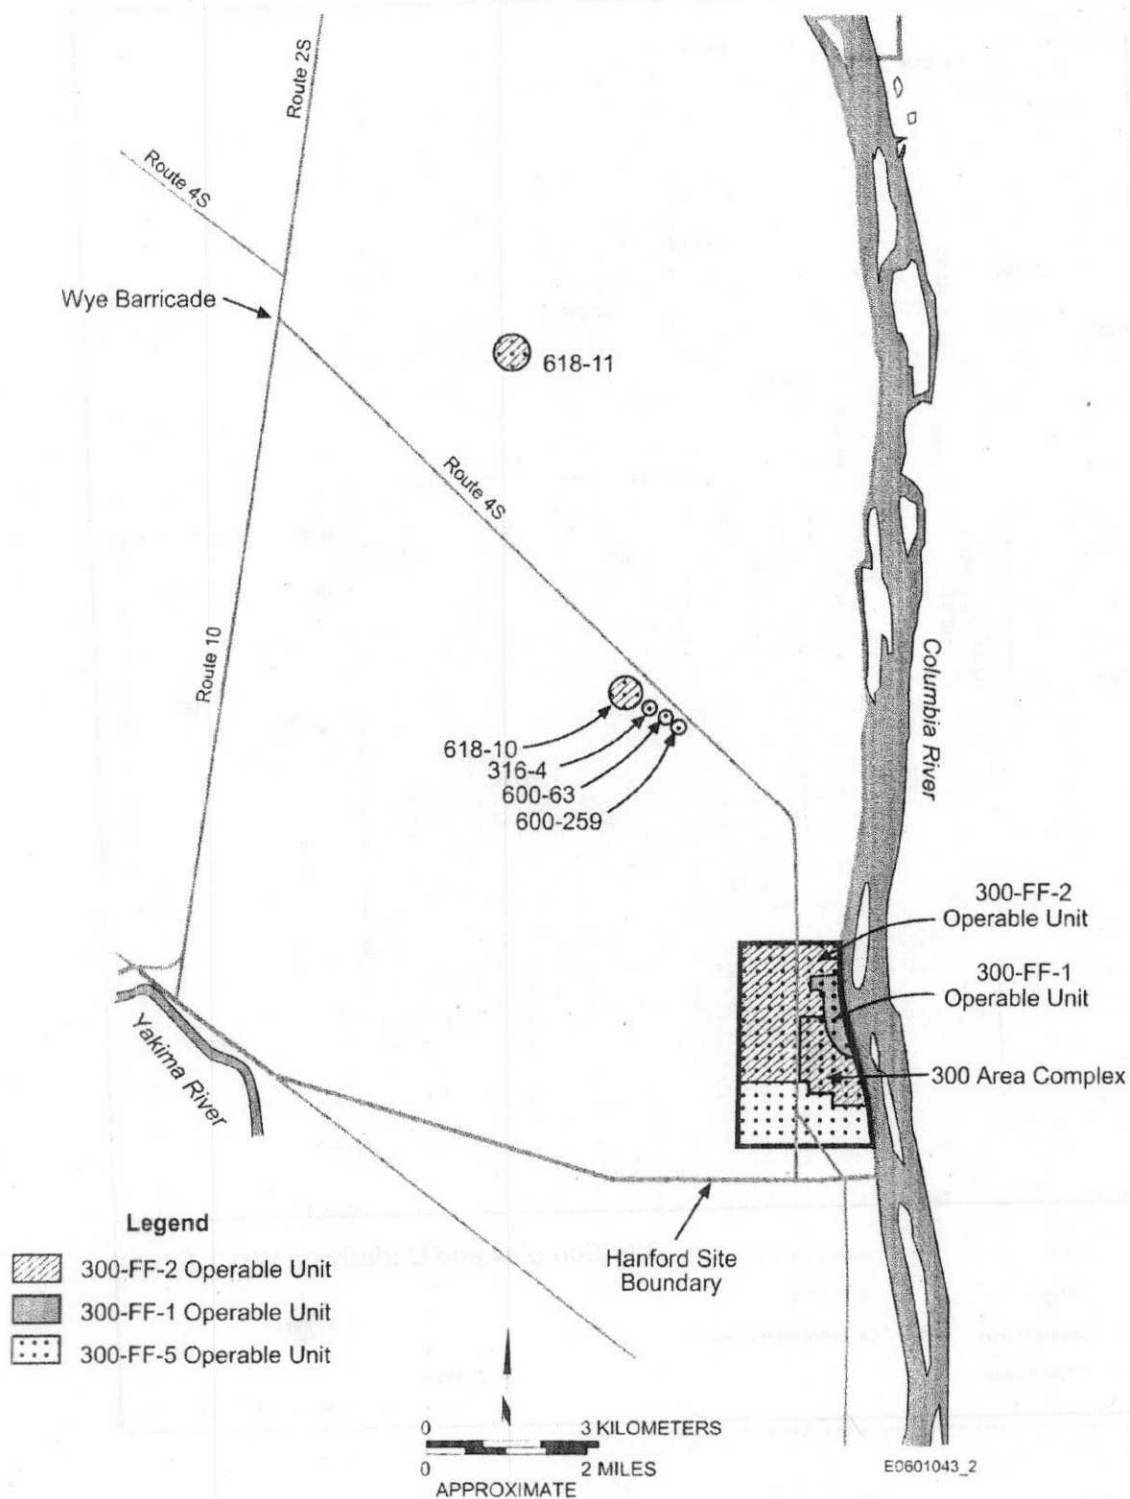 Route 2S
Route 4S
Wye Barricade
618-11
Route 4S
Route 10
Columbia River
618-10
316-4
600-63
600-259
300-FF-2
Operable Unit
300-FF-1
Operable Unit
300 Area Complex
Yakima River
Hanford Site
Boundary
Legend
300-FF-2 Operable Unit
300-FF-1 Operable Unit
300-FF-5 Operable Unit
0 3 KILOMETERS
0 2 MILES
APPROXIMATE
E0601043_2